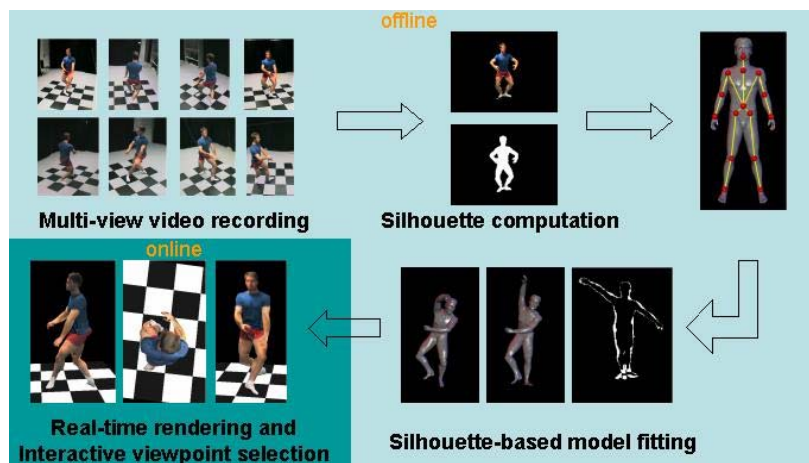 offline
Multi-view video recording
Silhouette computation
online
Real-time rendering and
Interactive viewpoint selection
Silhouette-based model fitting